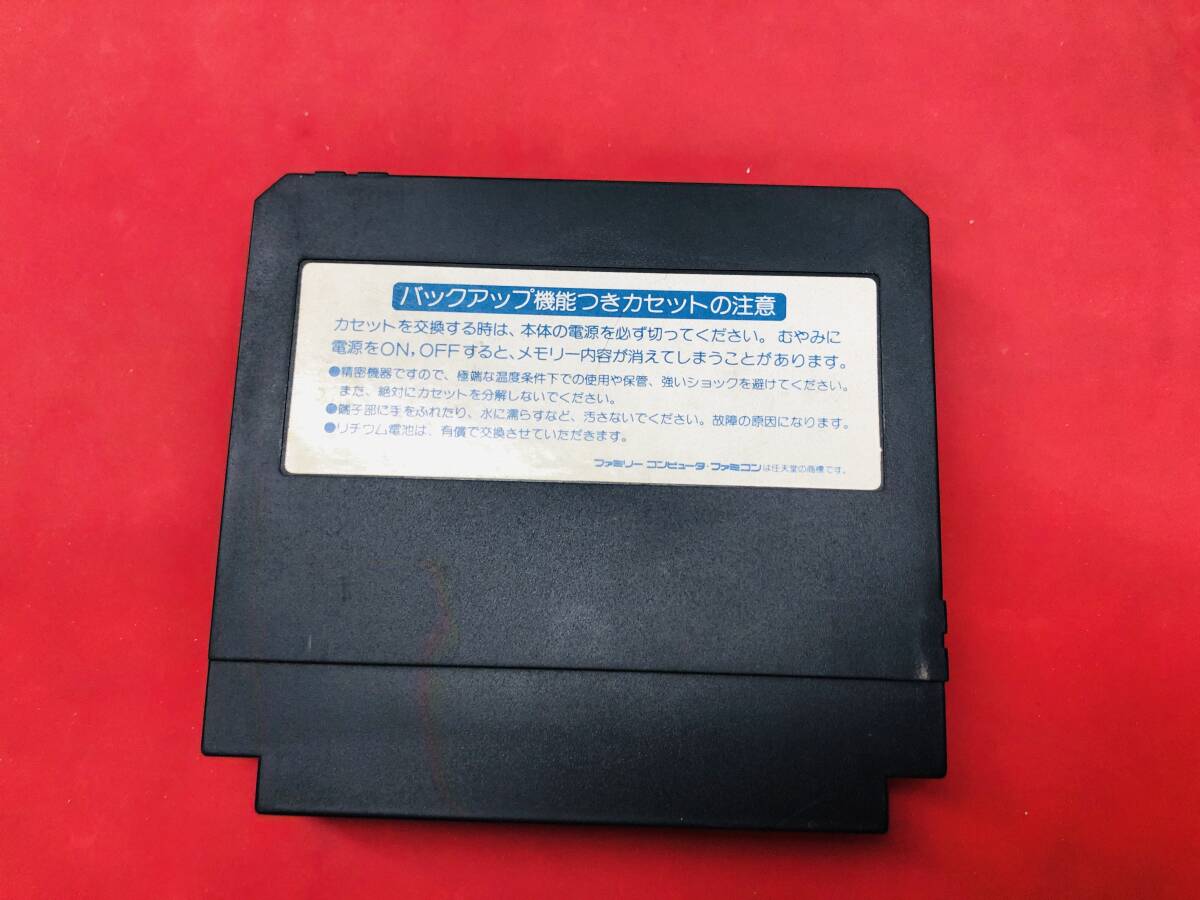 バックアップ機能つきカセットの注意
カセットを交換する時は、本体の電源を必ず切ってください。むやみに
電源をON, OFFすると、メモリー内容が消えてしまうことがあります。
●精密機器ですので、極端な温度条件下での使用や保管、強いショックを避けてください。
また、絶対にカセットを分解しないでください。
●端子部に手をふれたり、水に濡らすなど、汚さないでください。故障の原因になります。
●リチウム電池は、有償で交換させていただきます。
ファミリーコンピュータ・ファミコンは任天堂の商標です。